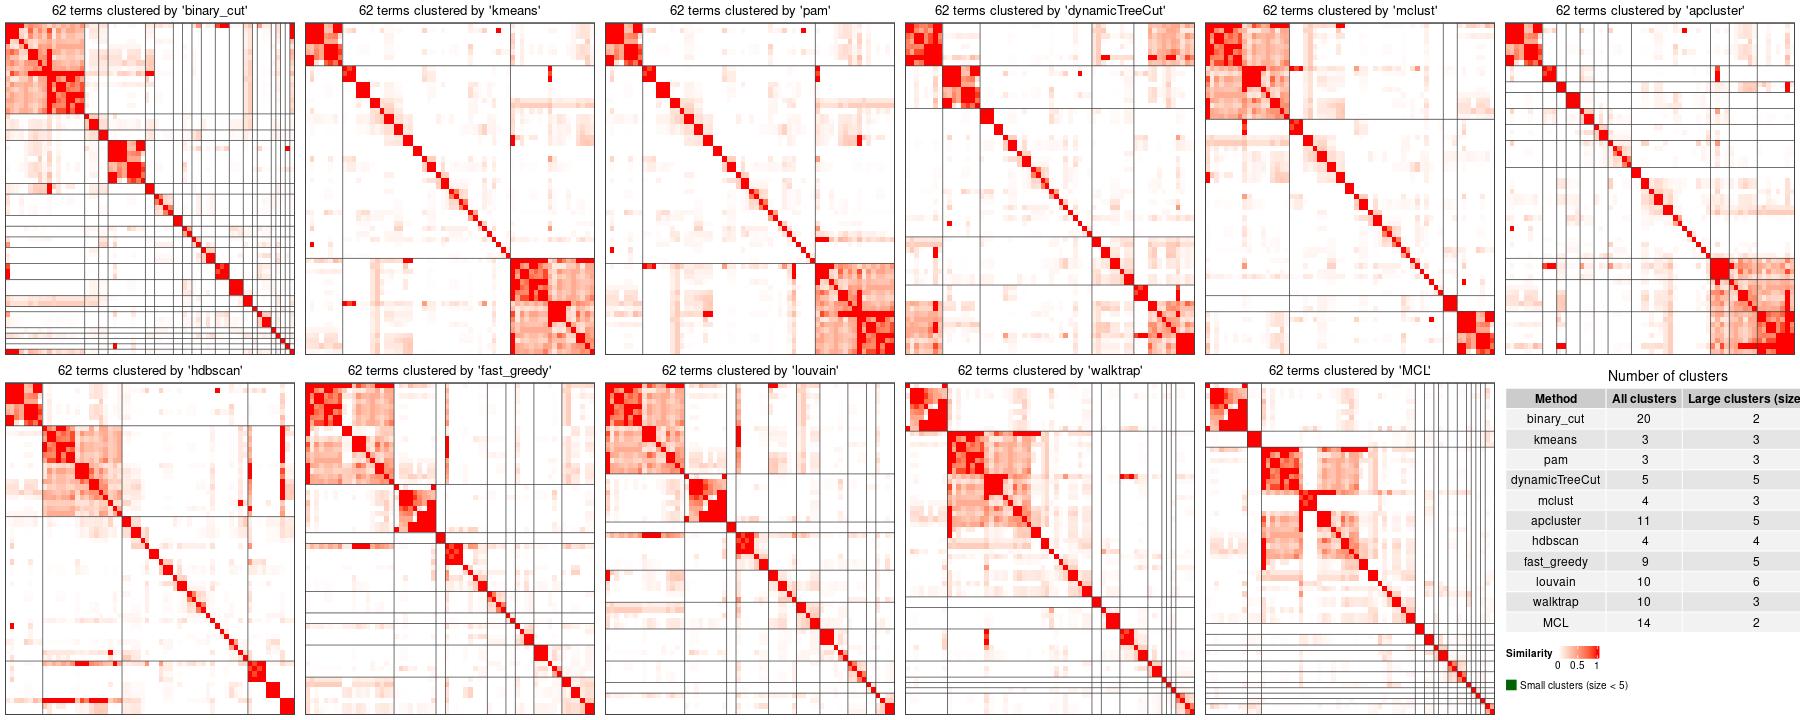 62 terms clustered by 'binary_cut'
62 terms clustered by 'kmeans'
62 terms clustered by 'pam'
62 terms clustered by 'dynamicTreeCut'
62 terms clustered by 'mclust'
62 terms clustered by 'apcluster'
62 terms clustered by 'hdbscan'
62 terms clustered by 'fast_greedy'
62 terms clustered by 'louvain'
62 terms clustered by 'walktrap'
62 terms clustered by 'MCL'
Number of clusters
Method All clusters Large clusters (size
binary_cut 20 2
kmeans 3 3
pam 3 3
dynamicTreeCut 5 5
mclust 4 3
apcluster 11 5
hdbscan 4 4
fast_greedy 9 5
louvain 10 6
walktrap 10 3
MCL 14 2
Similarity
0 0.5 1
Small clusters (size < 5)